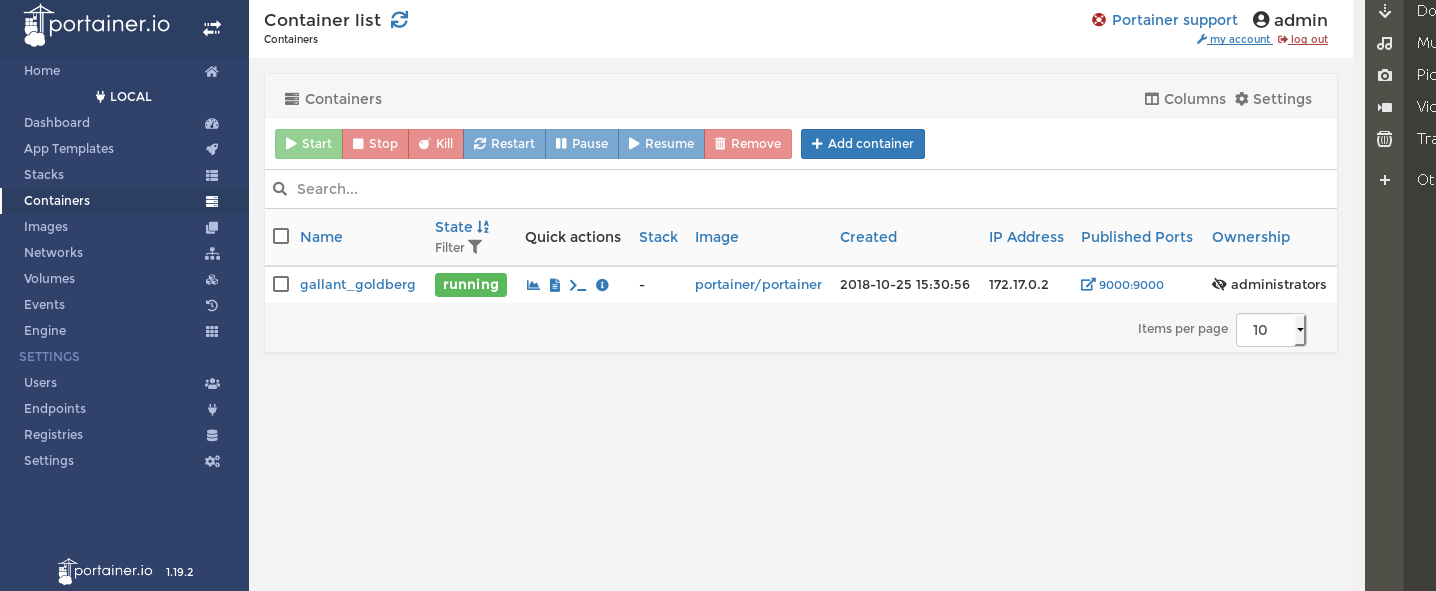 portainer.io
Home
LOCAL
Dashboard
App Templates
Stacks
Containers
Images
Networks
Volumes
Events
Engine
SETTINGS
Users
Endpoints
Registries
Settings
portainer.io 1.19.2
Container list
Containers
Portainer support admin
my account log out
Containers Columns Settings
Start Stop Kill Restart Pause Resume Remove Add container
Search...
Name State Filter Quick actions Stack Image Created IP Address Published Ports Ownership
gallant_goldberg running - portainer/portainer 2018-10-25 15:30:56 172.17.0.2 9000:9000 administrators
Items per page 10